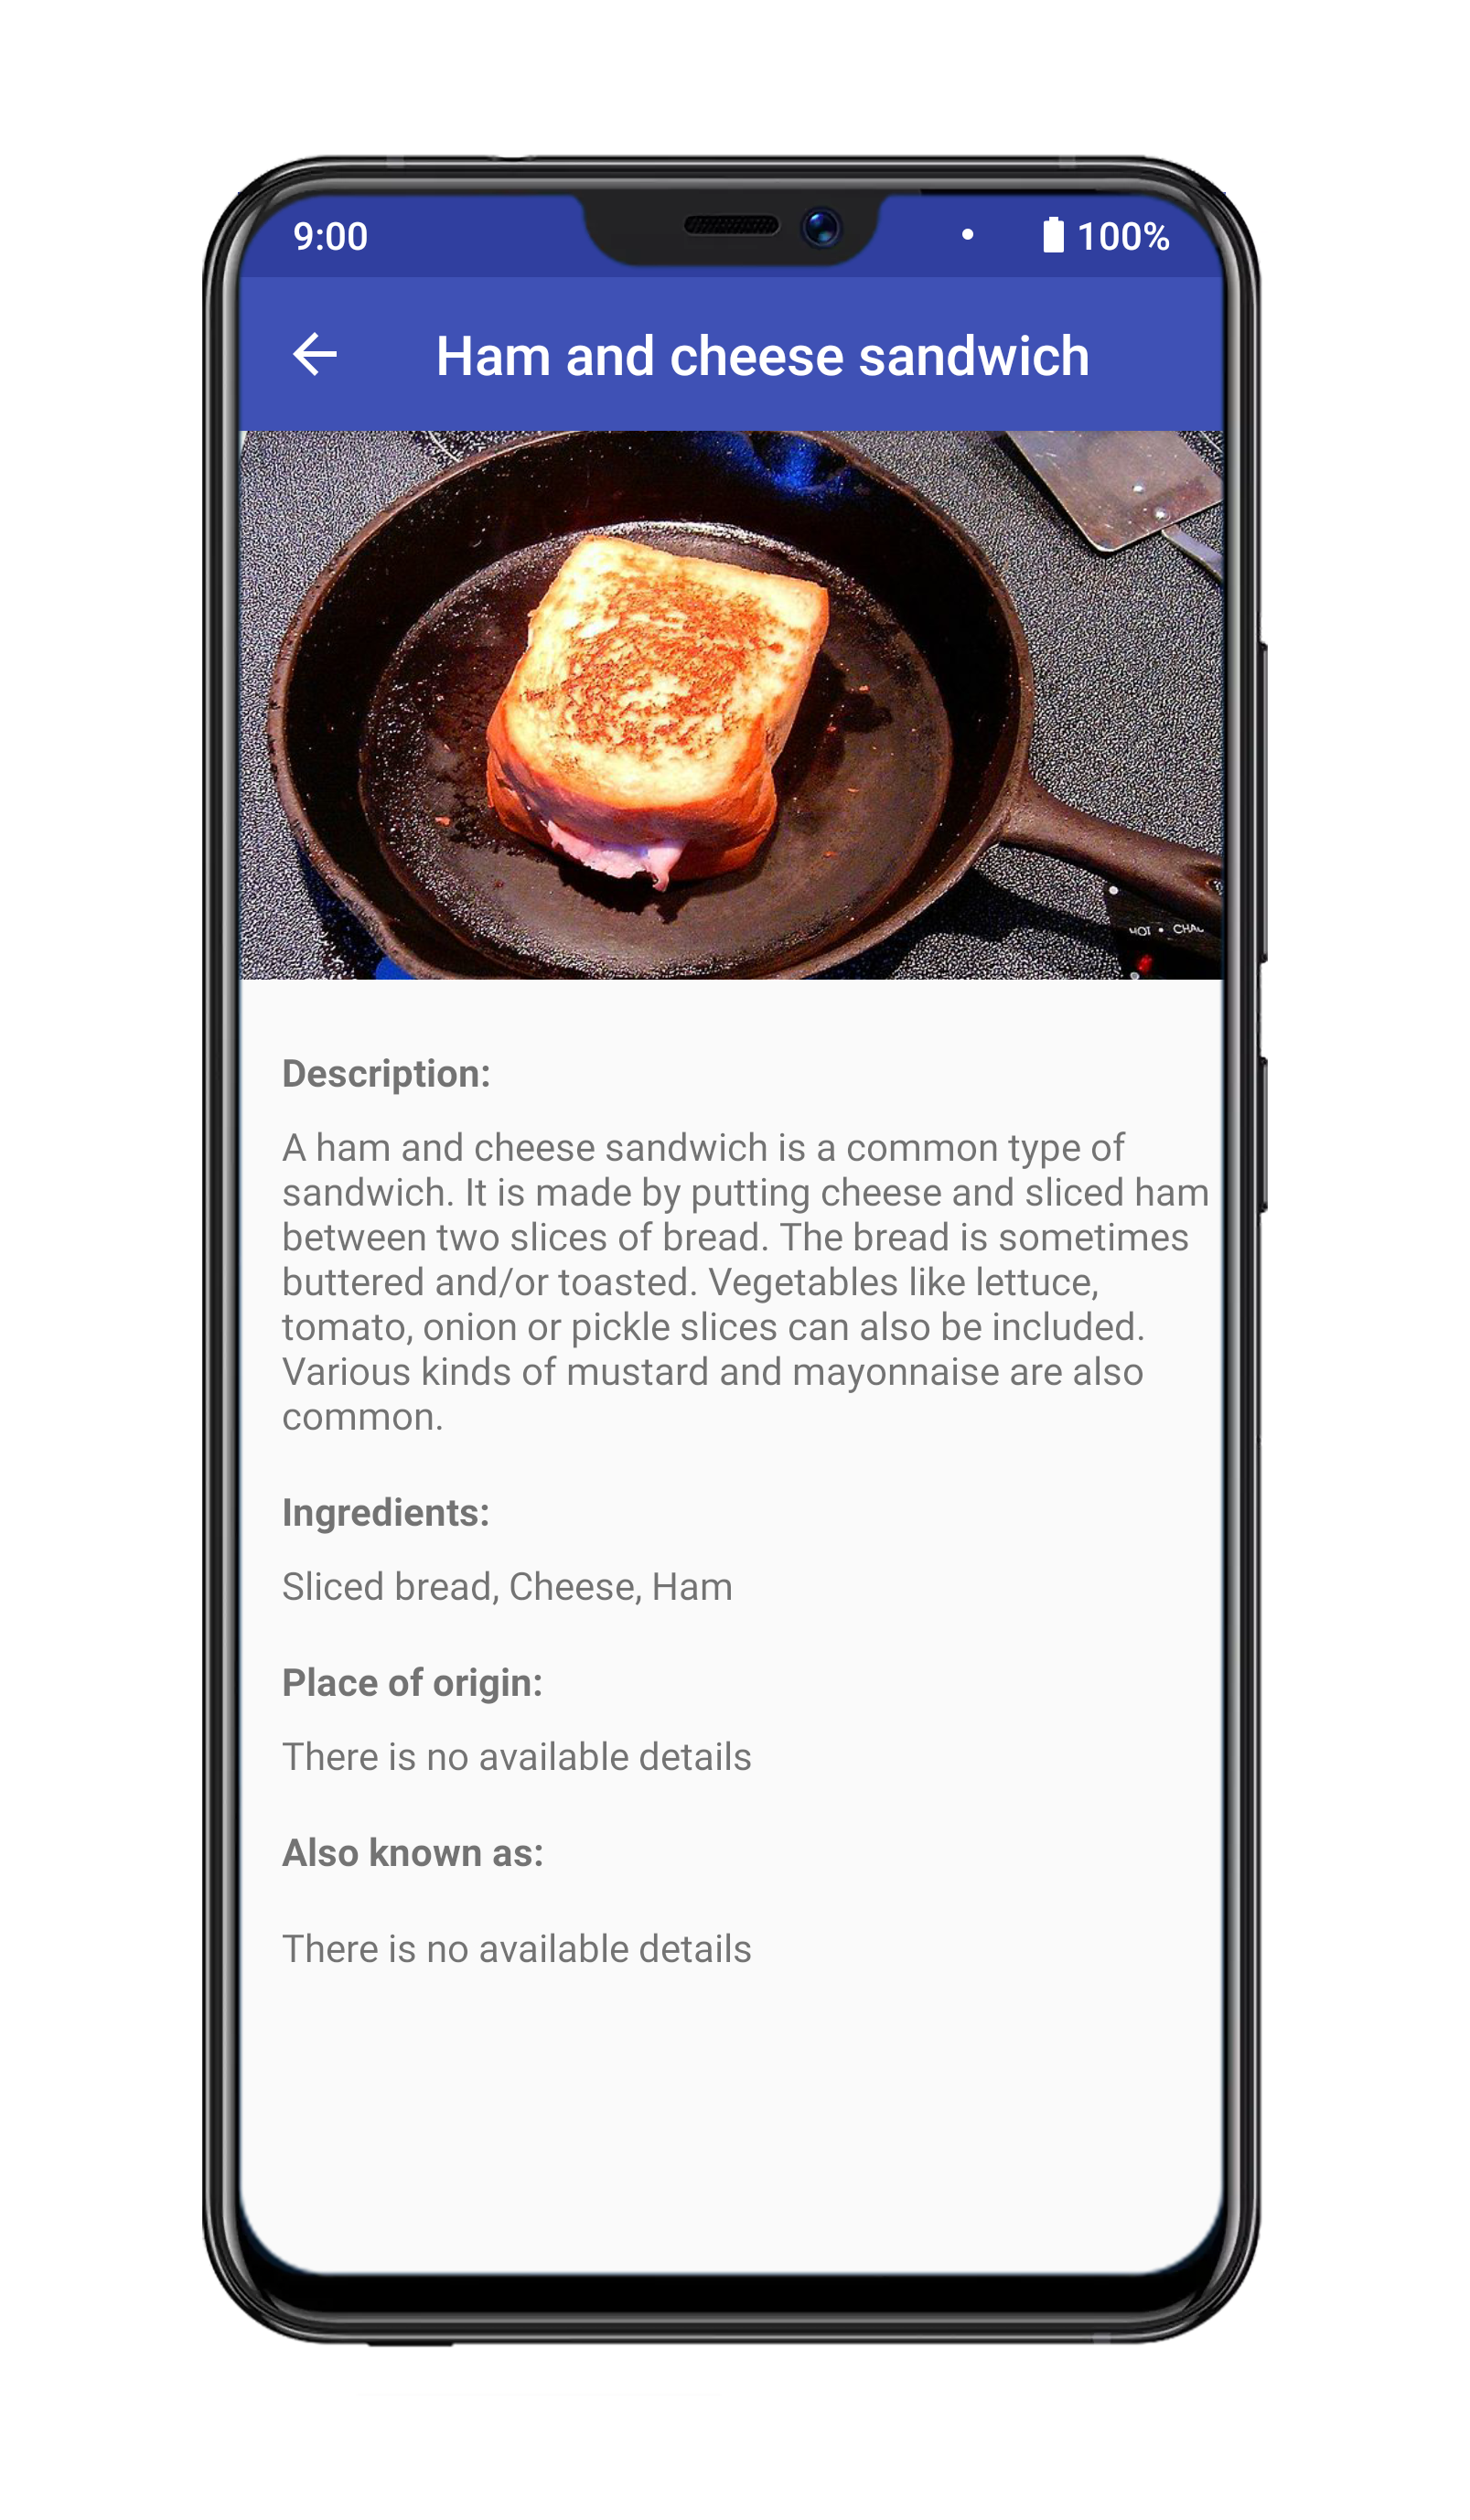 9:00
100%
Ham and cheese sandwich
HOT •
Description:
A ham and cheese sandwich is a common type of
sandwich. It is made by putting cheese and sliced ham
between two slices of bread. The bread is sometimes
buttered and/or toasted. Vegetables like lettuce,
tomato, onion or pickle slices can also be included.
Various kinds of mustard and mayonnaise are also
common.
Ingredients:
Sliced bread, Cheese, Ham
Place of origin:
There is no available details
Also known as:
There is no available details